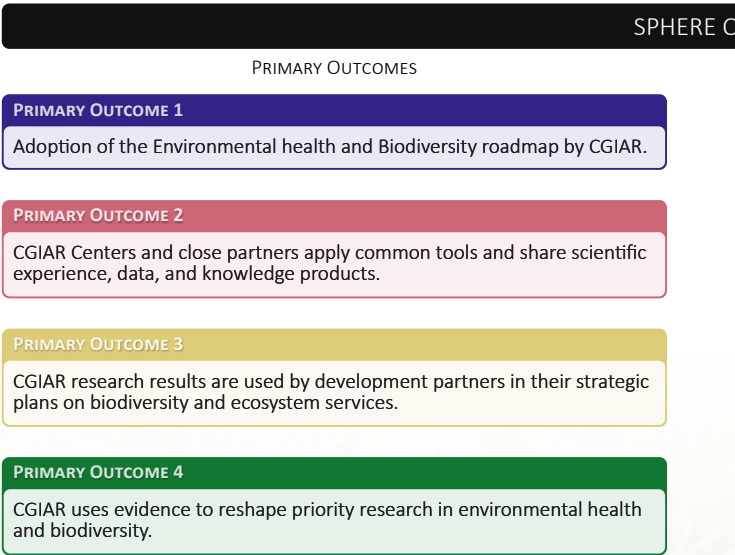 SPHERE
PRIMARY OUTCOMES
PRIMARY OUTCOME 1
Adoption of the Environmental health and Biodiversity roadmap by CGIAR.
PRIMARY OUTCOME 2
CGIAR Centers and close partners apply common tools and share scientific
experience, data, and knowledge products.
PRIMARY OUTCOME 3
CGIAR research results are used by development partners in their strategic
plans on biodiversity and ecosystem services.
PRIMARY OUTCOME 4
CGIAR uses evidence to reshape priority research in environmental health
and biodiversity.